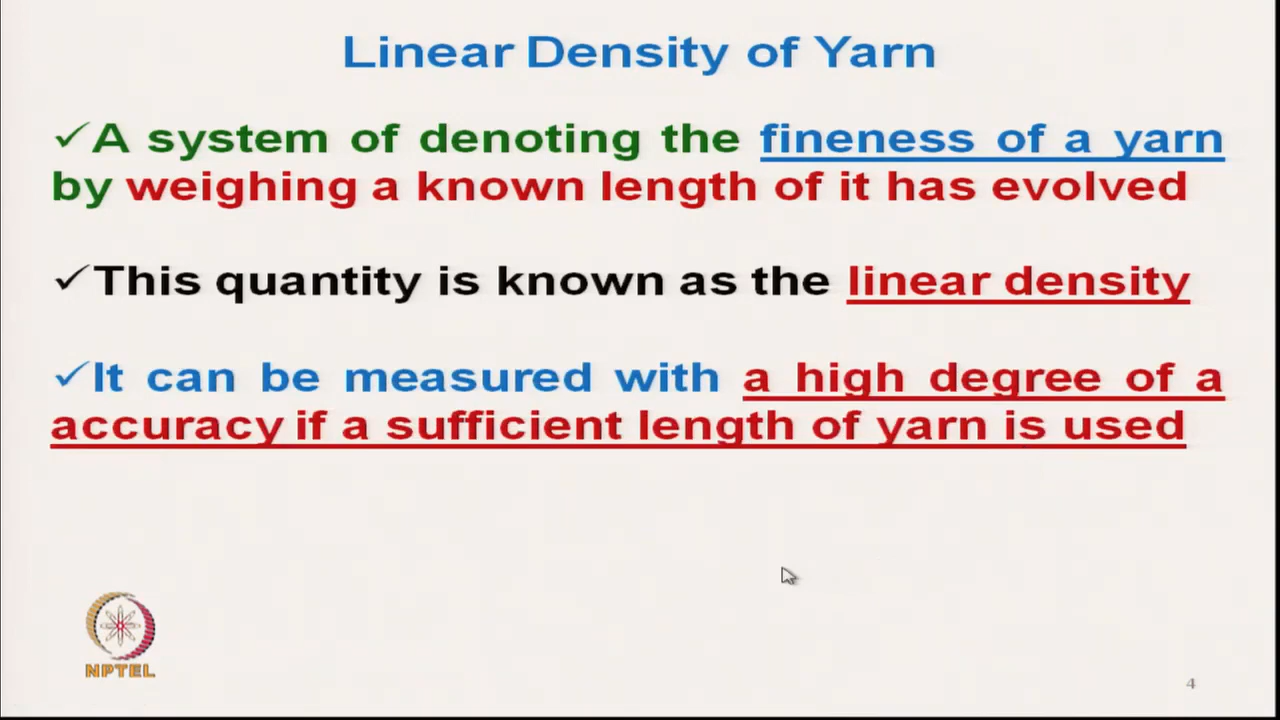 Linear Density of Yarn
✓A system of denoting the fineness of a yarn
by weighing a known length of it has evolved
✓This quantity is known as the linear density
✓It can be measured with a high degree of a
accuracy if a sufficient length of yarn is used
NPTEL
4